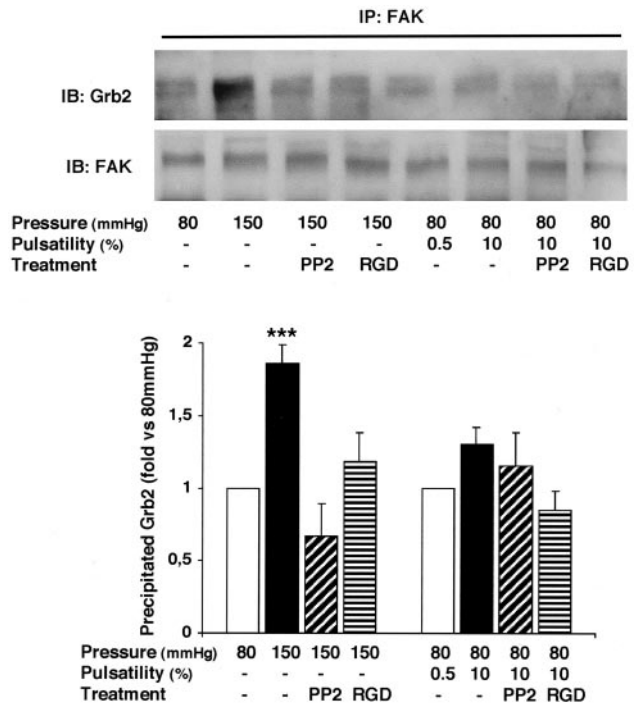 IP: FAK
IB: Grb2
IB: FAK
Pressure (mmHg) 80 150 150 150 80 80 80 80
Pulsatility (%) - - - - 0.5 10 10 10
Treatment - - PP2 RGD - - PP2 RGD
***
2
1,5
1
0,5
0
Precipitated Grb2 (fold vs 80mmHg)
Pressure (mmHg) 80 150 150 150 80 80 80 80
Pulsatility (%) - - - - 0.5 10 10 10
Treatment - - PP2 RGD - - PP2 RGD